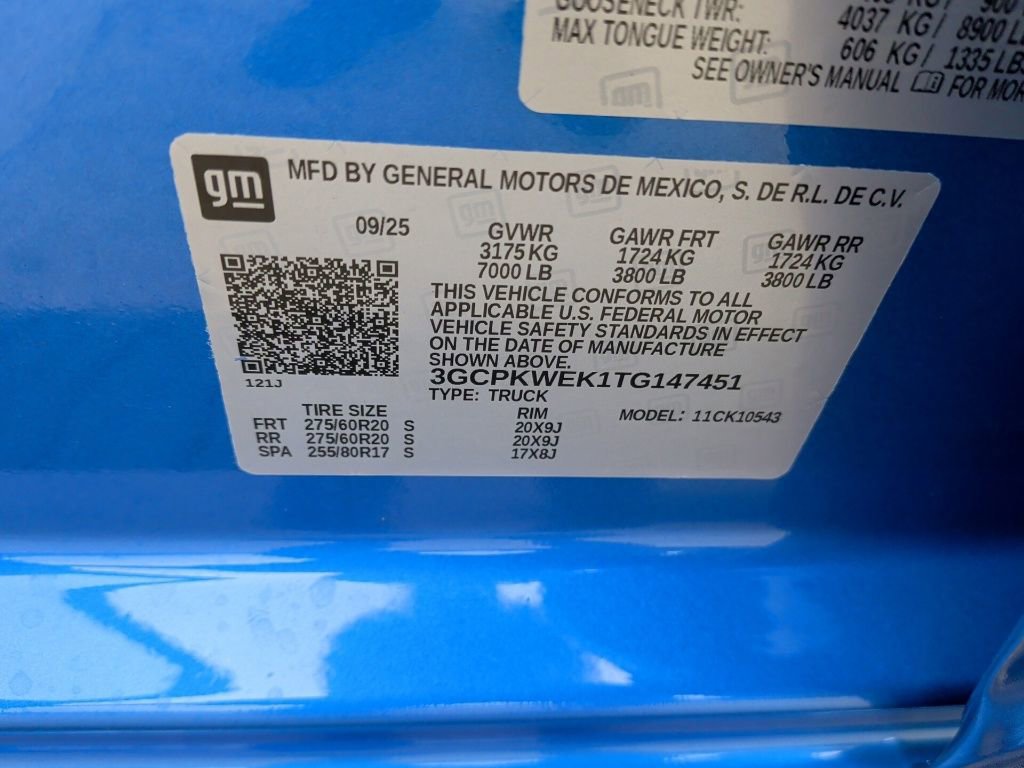 GOOSENECK TWR: 4037 KG/ 8900
MAX TONGUE WEIGHT: 606 KG/ 1335 LBS
SEE OWNER'S MANUAL FOR
gm
MFD BY GENERAL MOTORS DE MEXICO, S. DE R.L. DE C.V.
09/25
GVWR GAWR FRT GAWR RR
3175 KG 1724 KG 1724 KG
7000 LB 3800 LB 3800 LB
THIS VEHICLE CONFORMS TO ALL
APPLICABLE U.S. FEDERAL MOTOR
VEHICLE SAFETY STANDARDS IN EFFECT
ON THE DATE OF MANUFACTURE
SHOWN ABOVE.
3GCPKWEK1TG147451
121J
TYPE: TRUCK
TIRE SIZE RIM MODEL: 11CK10543
FRT 275/60R20 S 20X9J
RR 275/60R20 S 20X9J
SPA 255/80R17 S 17X8J